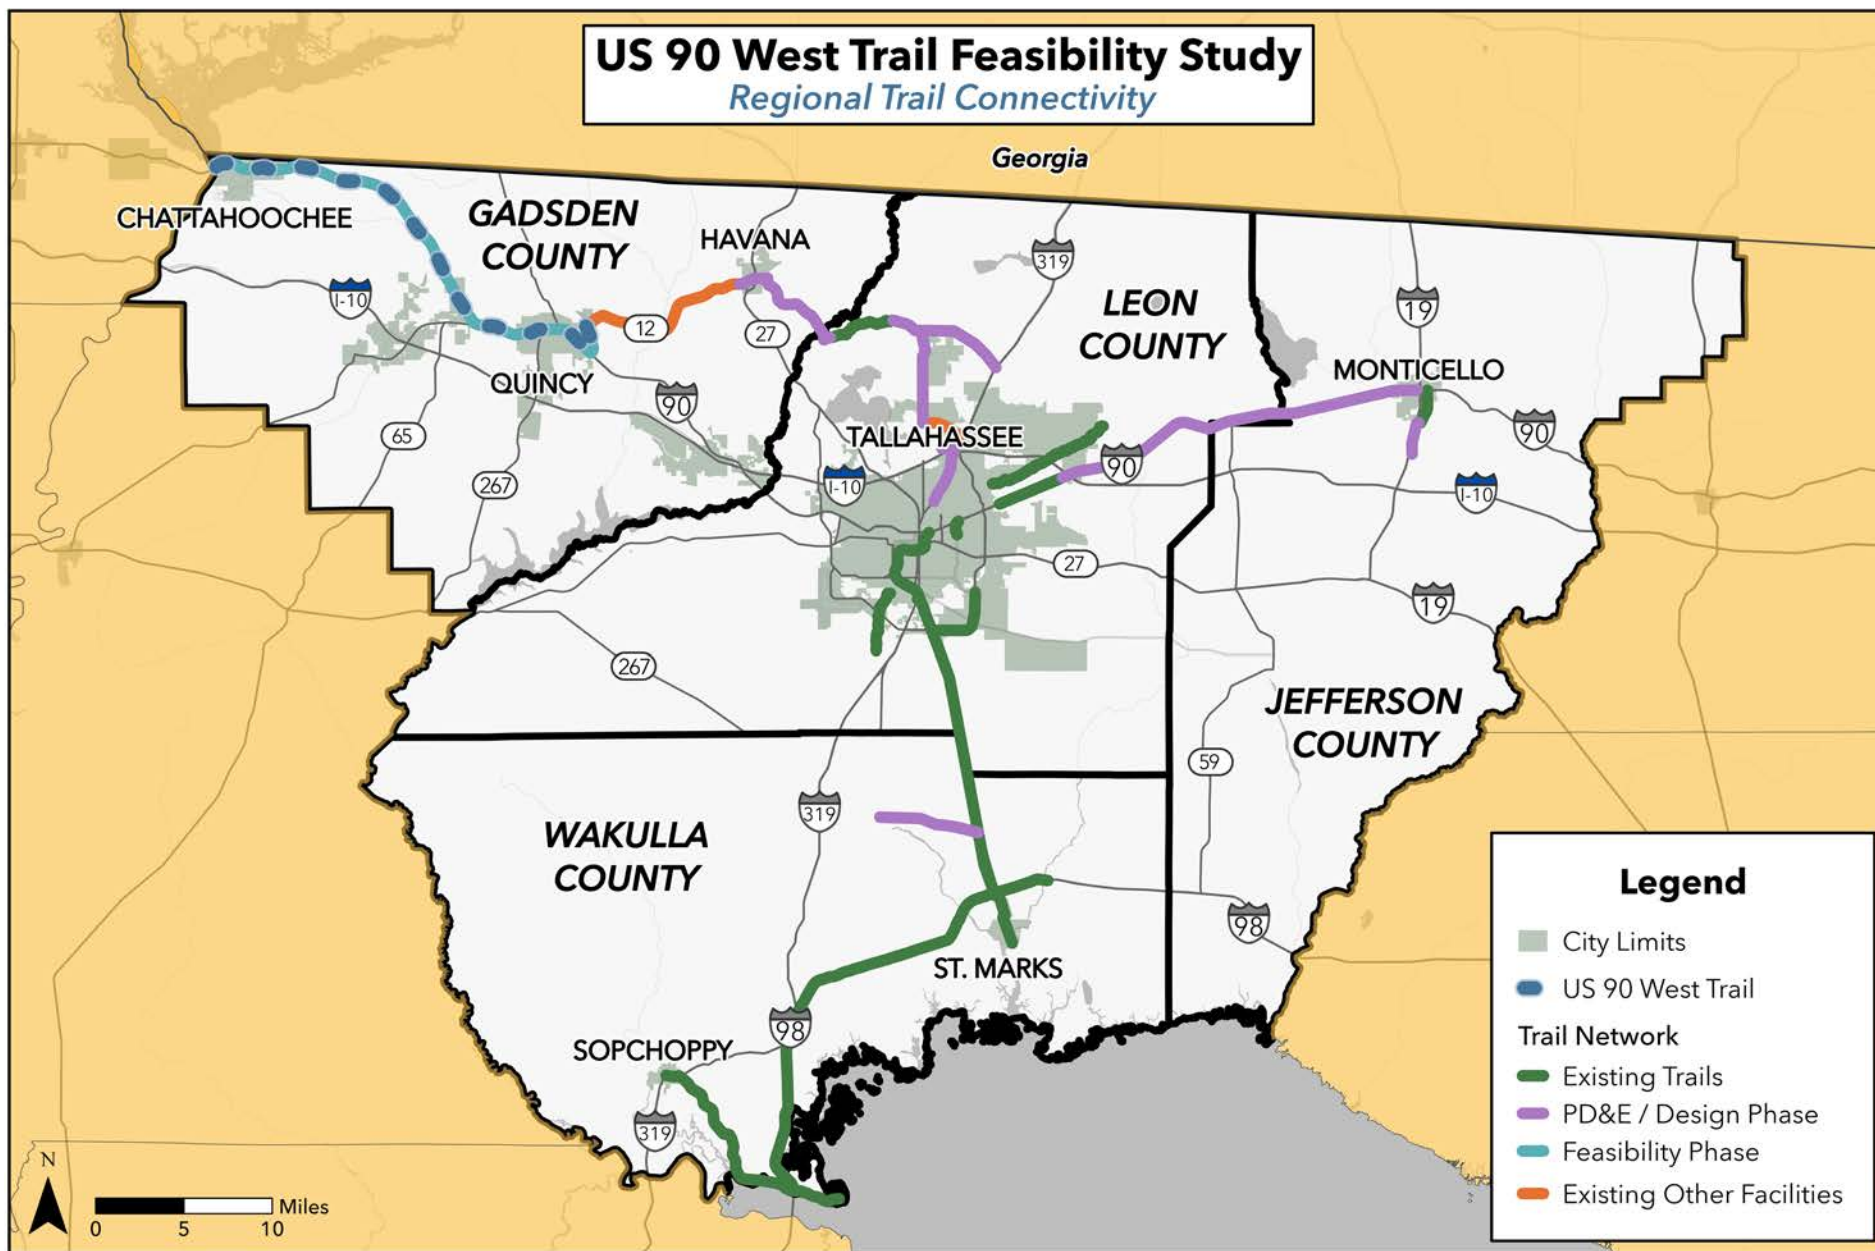 US 90 West Trail Feasibility Study
Regional Trail Connectivity
Georgia
CHATTAHOOCHEE
GADSDEN
COUNTY
HAVANA
319
I-10
LEON
COUNTY
19
12
27
QUINCY
90
MONTICELLO
65
TALLAHASSEE
90
90
267
I-10
I-10
27
19
267
JEFFERSON
COUNTY
59
319
WAKULLA
COUNTY
98
ST. MARKS
98
SOPCHOPPY
319
Legend
City Limits
US 90 West Trail
Trail Network
Existing Trails
PD&E / Design Phase
Feasibility Phase
Existing Other Facilities
N
Miles
0 5 10